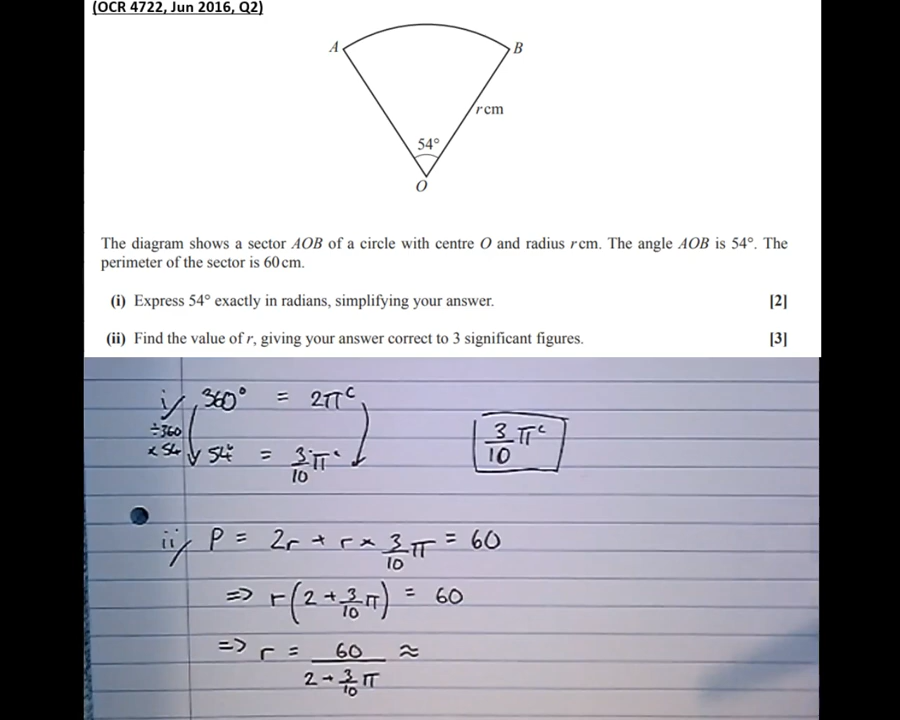 (OCR 4722, Jun 2016, Q2)
A
B
r cm
54°
O
The diagram shows a sector AOB of a circle with centre O and radius r cm. The angle AOB is 54°. The
perimeter of the sector is 60 cm.
(i) Express 54° exactly in radians, simplifying your answer. [2]
(ii) Find the value of r, giving your answer correct to 3 significant figures. [3]
i/ 360° = 2πᶜ
÷360
×54
54° = 3/10 πᶜ
3/10 πᶜ
ii/ P = 2r + r × 3/10 π = 60
=> r(2 + 3/10 π) = 60
=> r = 60/(2 + 3/10 π) ≈